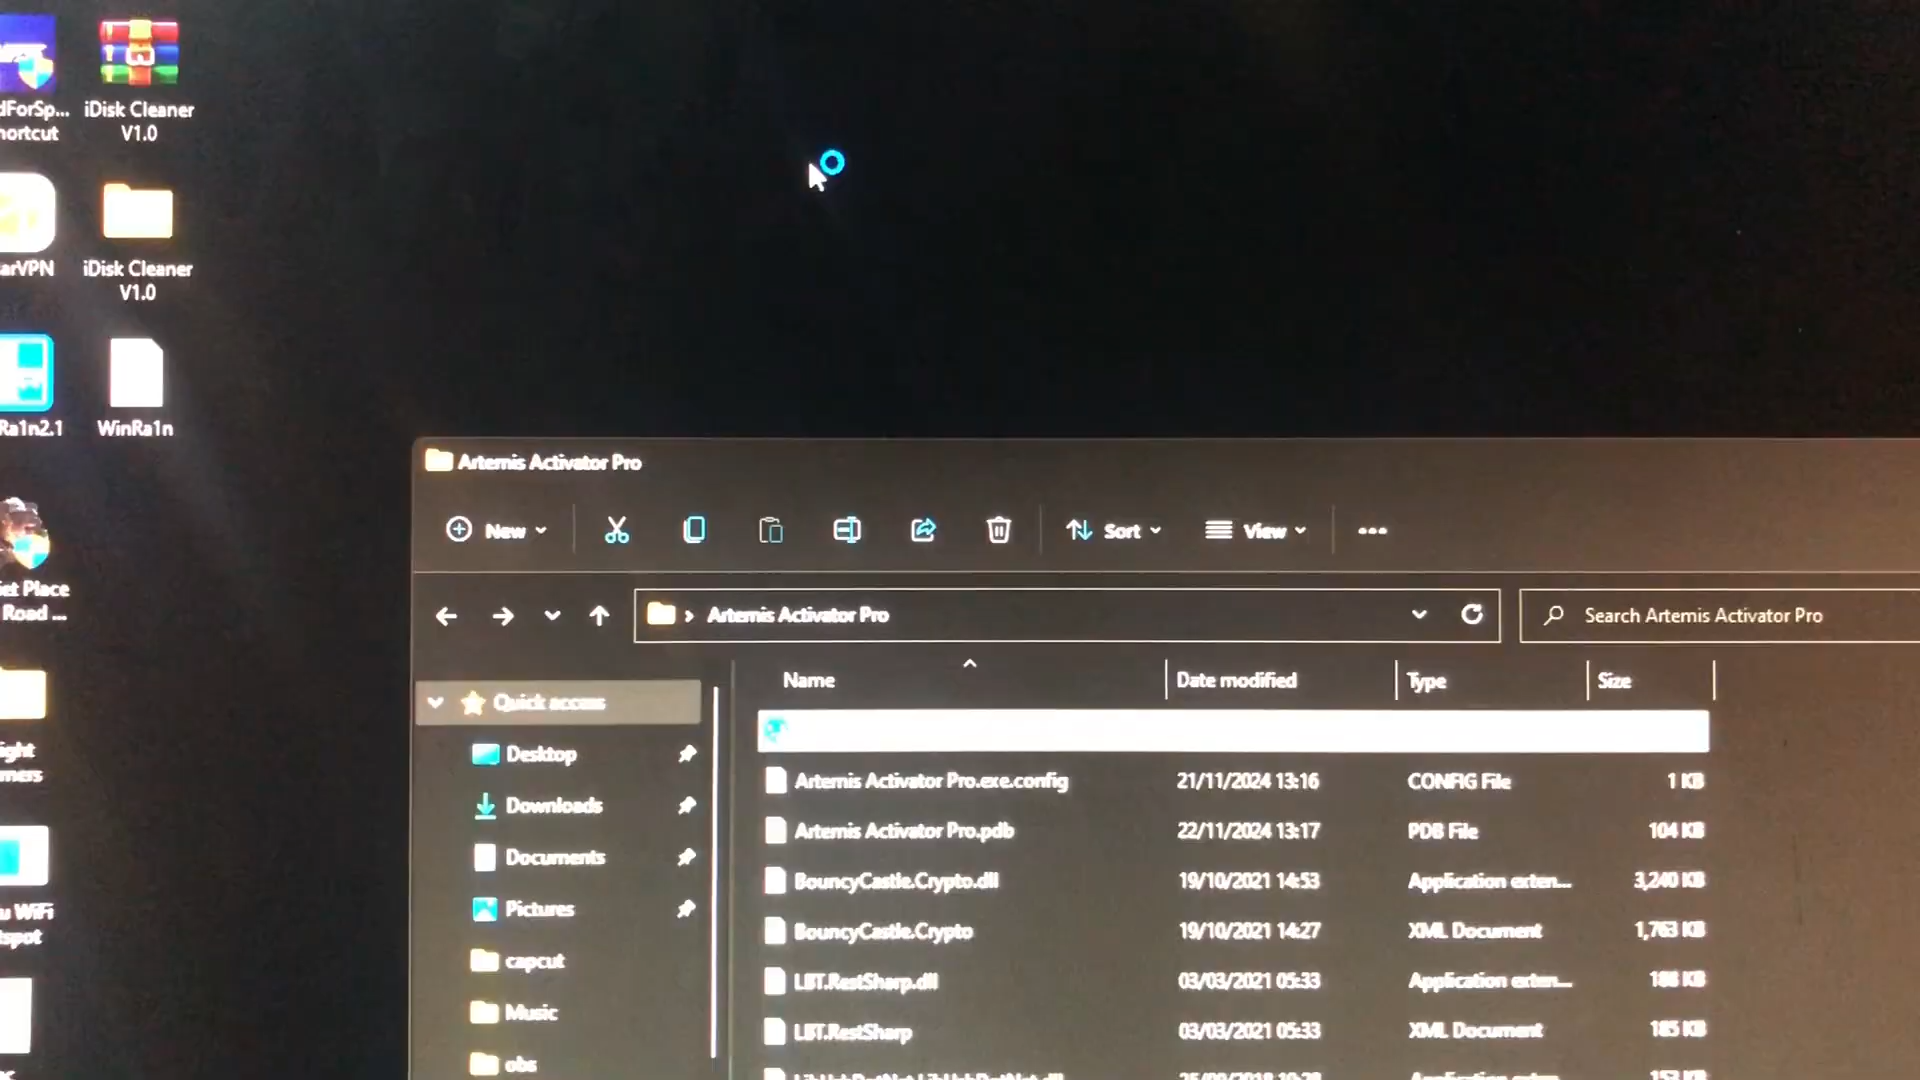 dForSp... iDisk Cleaner
hortcut V1.0
arVPN iDisk Cleaner
V1.0
Ra1n2.1 WinRa1n
iet Place
Road ...
ight
mers
u WiFi
tspot
Artemis Activator Pro
New Sort View
Artemis Activator Pro Search Artemis Activator Pro
Name Date modified Type Size
Quick access
Desktop
Downloads
Documents
Pictures
capcut
Music
obs
Artemis Activator Pro.exe.config 21/11/2024 13:16 CONFIG File 1 KB
Artemis Activator Pro.pdb 22/11/2024 13:17 PDB File 104 KB
BouncyCastle.Crypto.dll 19/10/2021 14:53 Application exten... 3,240 KB
BouncyCastle.Crypto 19/10/2021 14:27 XML Document 1,763 KB
LBT.RestSharp.dll 03/03/2021 05:33 Application exten... 188 KB
LBT.RestSharp 03/03/2021 05:33 XML Document 185 KB